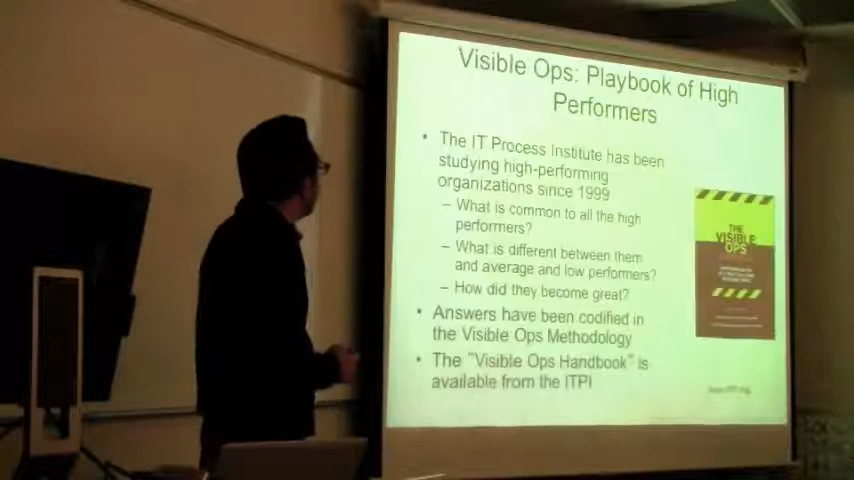 Visible Ops: Playbook of High
Performers
• The IT Process Institute has been
studying high-performing
organizations since 1999
– What is common to all the high
performers?
– What is different between them
and average and low performers?
– How did they become great?
• Answers have been codified in
the Visible Ops Methodology
• The "Visible Ops Handbook" is
available from the ITPI
THE
VISIBLE
OPS